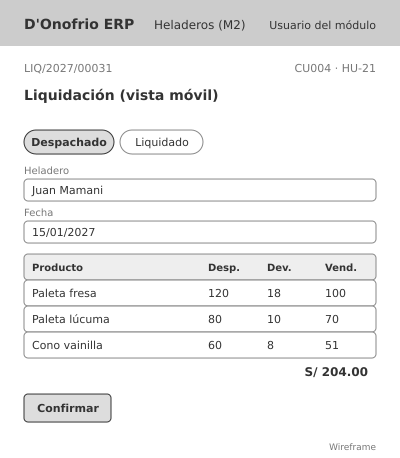 D'Onofrio ERP Heladeros (M2) Usuario del módulo
LIQ/2027/00031 CU004 · HU-21
Liquidación (vista móvil)
Despachado Liquidado
Heladero
Juan Mamani
Fecha
15/01/2027
Producto Desp. Dev. Vend.
Paleta fresa 120 18 100
Paleta lúcuma 80 10 70
Cono vainilla 60 8 51
S/ 204.00
Confirmar
Wireframe